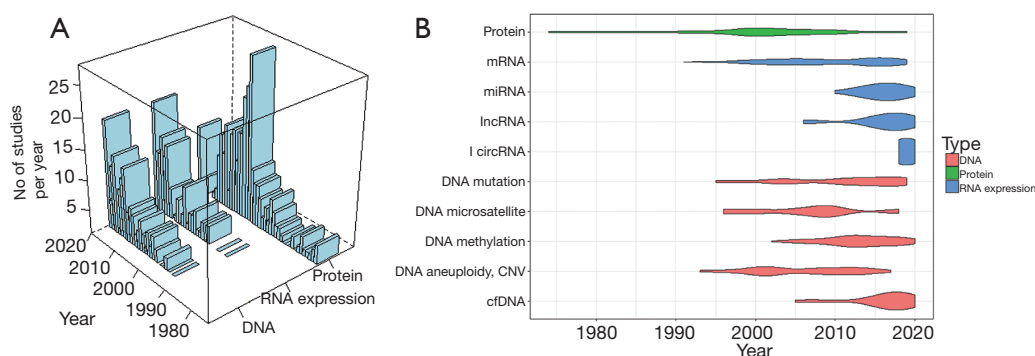 A
No of studies
per year
25
20
15
10
5
2020
2010
2000
1990
1980
Year
DNA
RNA expression
Protein
B
Protein
mRNA
miRNA
lncRNA
I circRNA
DNA mutation
DNA microsatellite
DNA methylation
DNA aneuploidy, CNV
cfDNA
1980
1990
2000
2010
2020
Year
Type
DNA
Protein
RNA expression